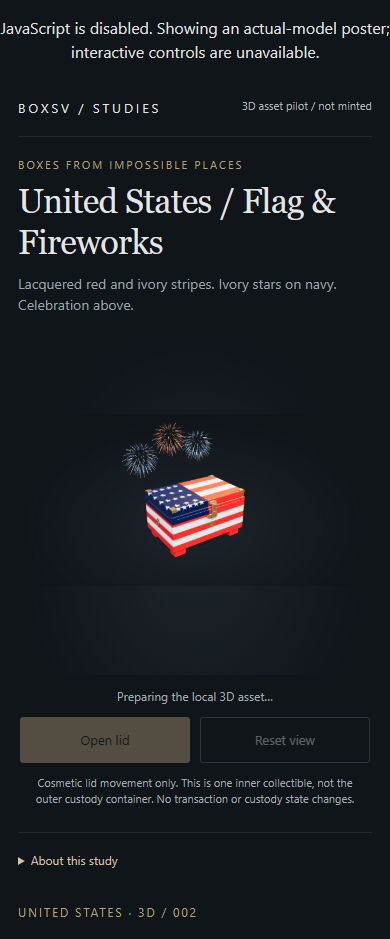 JavaScript is disabled. Showing an actual-model poster;
interactive controls are unavailable.
BOXSV / STUDIES
3D asset pilot / not minted
BOXES FROM IMPOSSIBLE PLACES
United States / Flag &
Fireworks
Lacquered red and ivory stripes. Ivory stars on navy.
Celebration above.
Preparing the local 3D asset...
Open lid
Reset view
Cosmetic lid movement only. This is one inner collectible, not the
outer custody container. No transaction or custody state changes.
About this study
UNITED STATES · 3D / 002